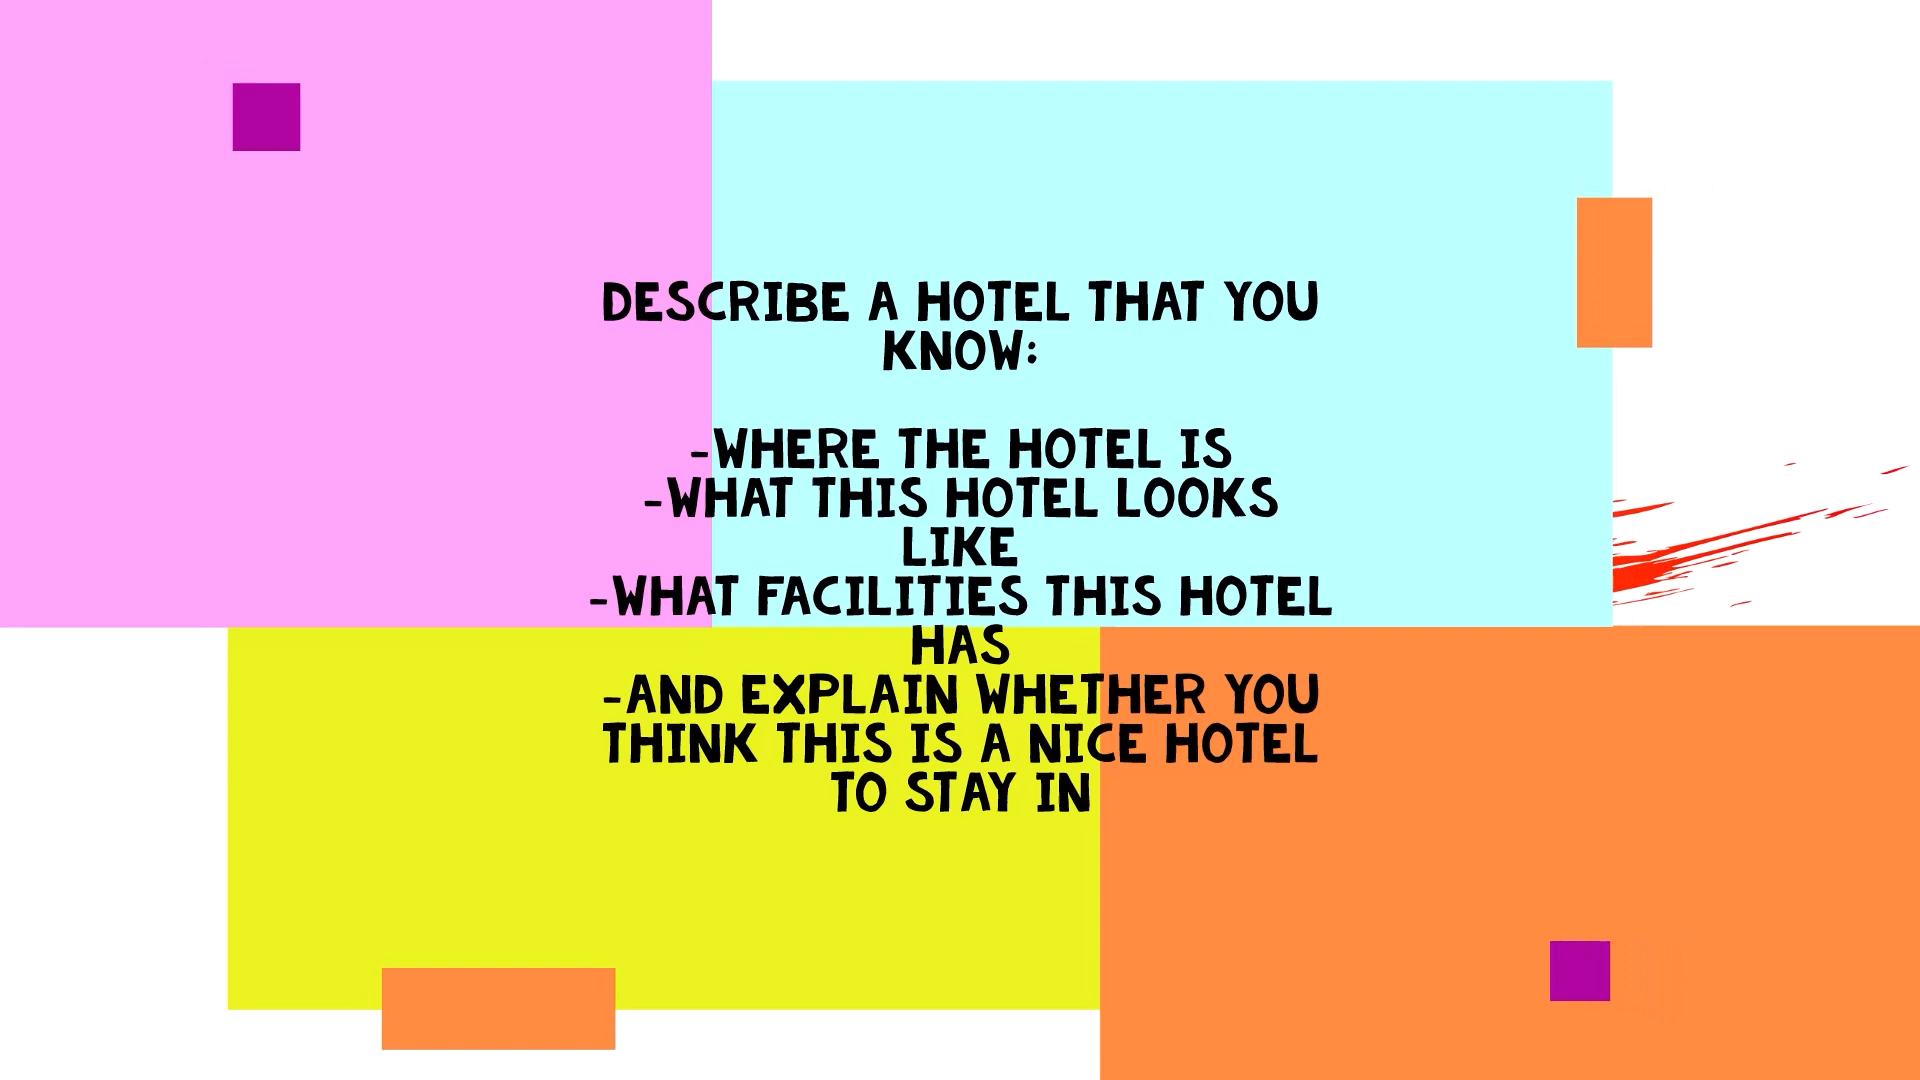 DESCRIBE A HOTEL THAT YOU
KNOW:
-WHERE THE HOTEL IS
-WHAT THIS HOTEL LOOKS
LIKE
-WHAT FACILITIES THIS HOTEL
HAS
-AND EXPLAIN WHETHER YOU
THINK THIS IS A NICE HOTEL
TO STAY IN